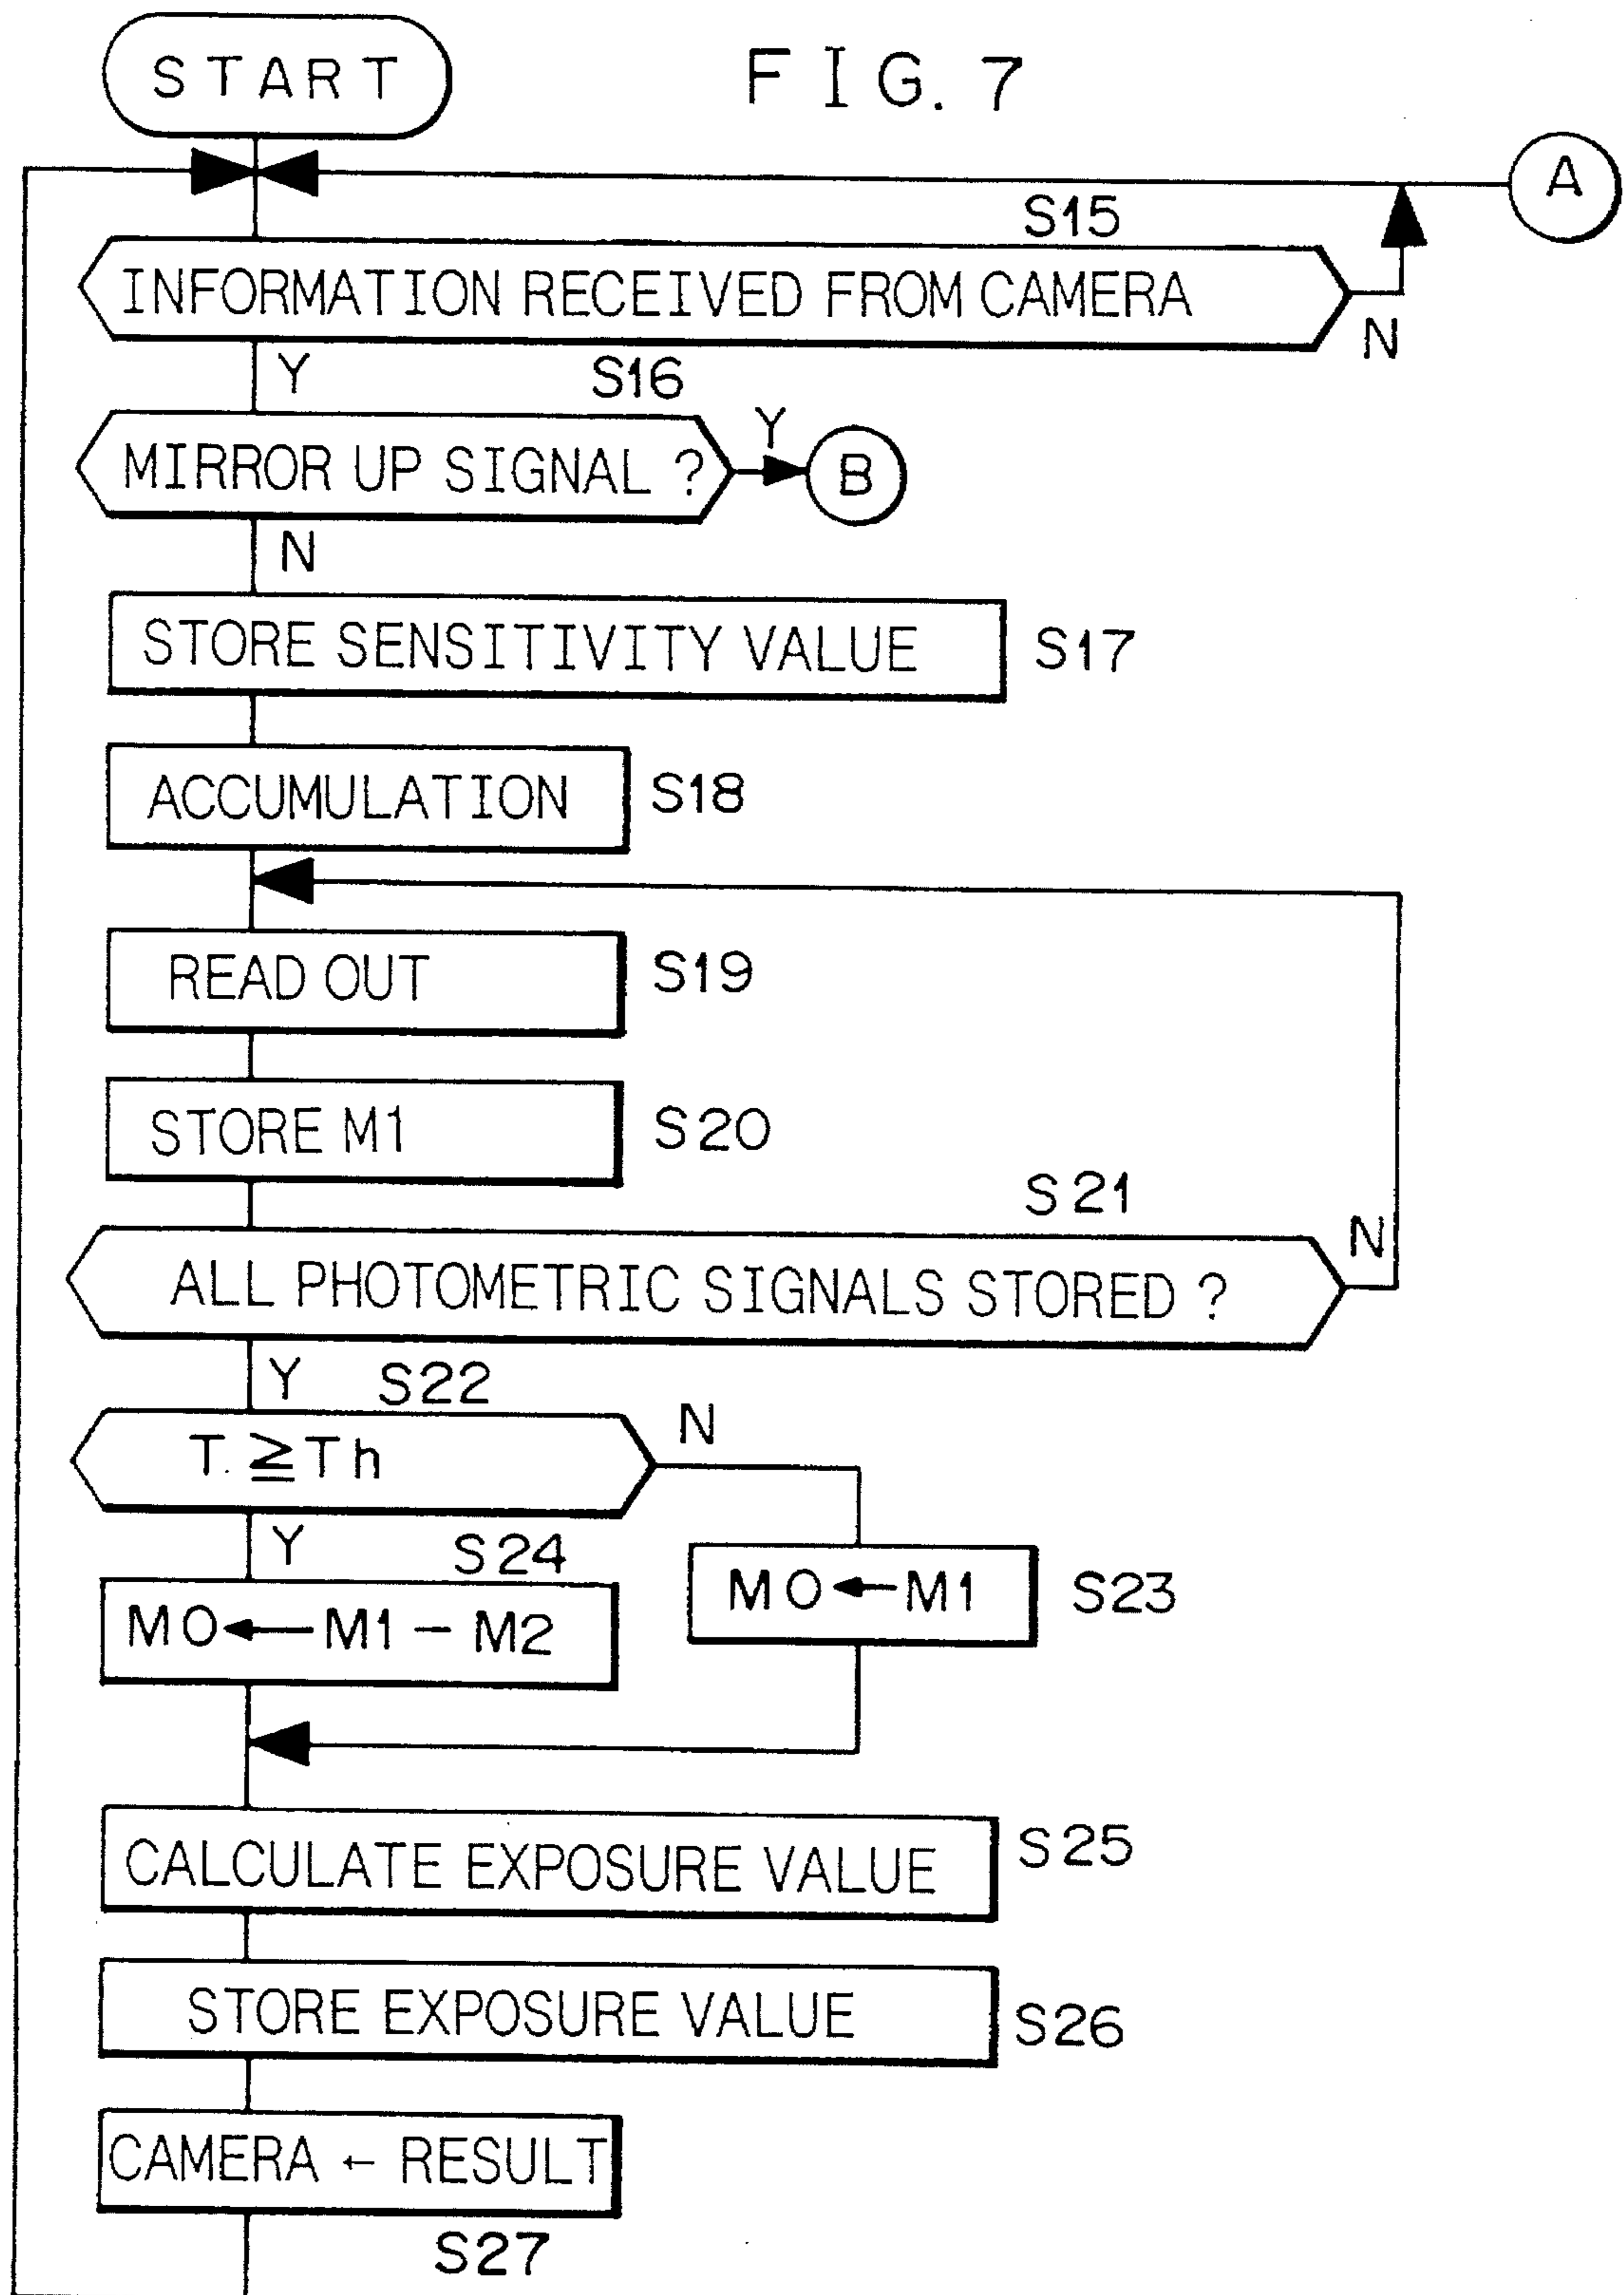 START
FIG. 7
A
S15
INFORMATION RECEIVED FROM CAMERA
N
Y
S16
MIRROR UP SIGNAL ?
Y
B
N
STORE SENSITIVITY VALUE
S17
ACCUMULATION
S18
READ OUT
S19
STORE M1
S20
S21
ALL PHOTOMETRIC SIGNALS STORED ?
N
Y
S22
T ≧ Th
N
Y
S24
M0 ← M1 – M2
M0 ← M1
S23
CALCULATE EXPOSURE VALUE
S25
STORE EXPOSURE VALUE
S26
CAMERA ← RESULT
S27